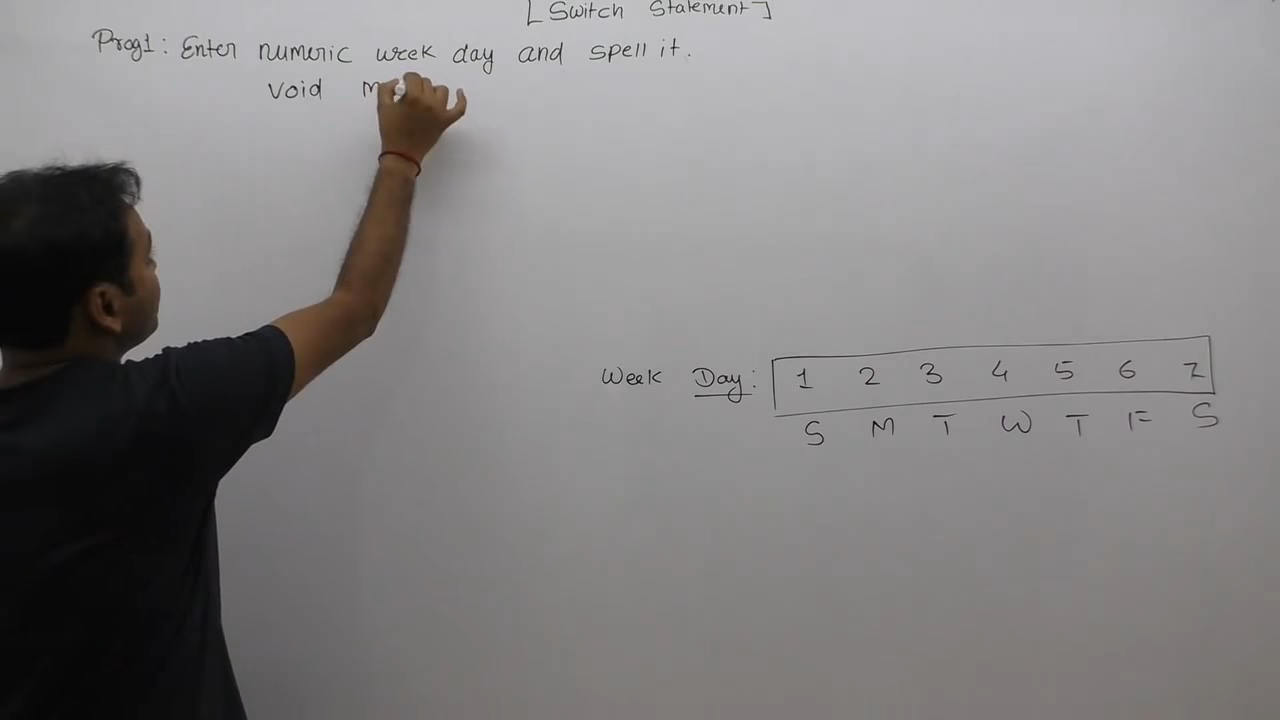 [Switch Statement]
Prog1: Enter numeric week day and spell it.
Void
Week Day: 1 2 3 4 5 6 7
S M T W T F S